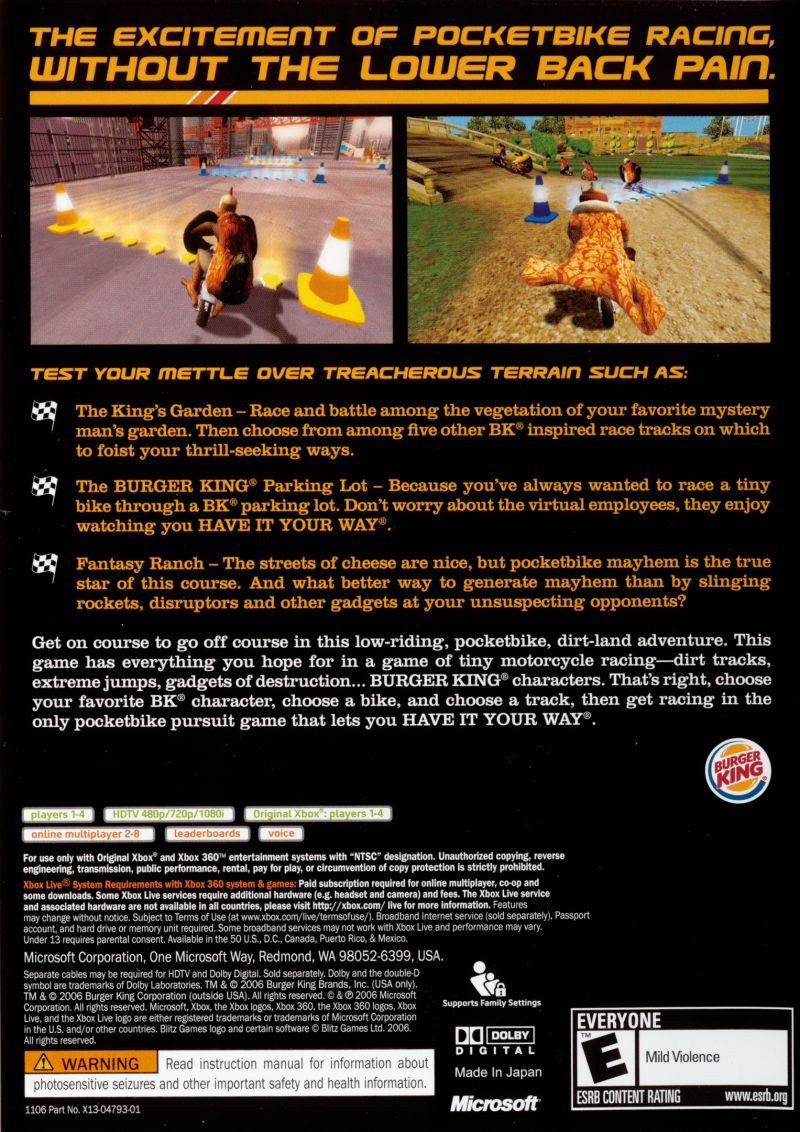 THE EXCITEMENT OF POCKETBIKE RACING,
WITHOUT THE LOWER BACK PAIN.
TEST YOUR METTLE OVER TREACHEROUS TERRAIN SUCH AS:
The King's Garden – Race and battle among the vegetation of your favorite mystery
man's garden. Then choose from among five other BK® inspired race tracks on which
to foist your thrill-seeking ways.
The BURGER KING® Parking Lot – Because you've always wanted to race a tiny
bike through a BK® parking lot. Don't worry about the virtual employees, they enjoy
watching you HAVE IT YOUR WAY®.
Fantasy Ranch – The streets of cheese are nice, but pocketbike mayhem is the true
star of this course. And what better way to generate mayhem than by slinging
rockets, disruptors and other gadgets at your unsuspecting opponents?
Get on course to go off course in this low-riding, pocketbike, dirt-land adventure. This
game has everything you hope for in a game of tiny motorcycle racing—dirt tracks,
extreme jumps, gadgets of destruction... BURGER KING® characters. That's right, choose
your favorite BK® character, choose a bike, and choose a track, then get racing in the
only pocketbike pursuit game that lets you HAVE IT YOUR WAY®.
BURGER
KING
players 1-4
HDTV 480p/720p/1080i
Original Xbox®: players 1-4
online multiplayer 2-8
leaderboards
voice
For use only with Original Xbox® and Xbox 360™ entertainment systems with “NTSC” designation. Unauthorized copying, reverse
engineering, transmission, public performance, rental, pay for play, or circumvention of copy protection is strictly prohibited.
Xbox Live® System Requirements with Xbox 360 system & games: Paid subscription required for online multiplayer, co-op and
some downloads. Some Xbox Live services require additional hardware (e.g. headset and camera) and fees. The Xbox Live service
and associated hardware are not available in all countries, please visit http://xbox.com/ live for more information. Features
may change without notice. Subject to Terms of Use (at www.xbox.com/live/termsofuse/). Broadband Internet service (sold separately), Passport
account, and hard drive or memory unit required. Some broadband services may not work with Xbox Live and performance may vary.
Under 13 requires parental consent. Available in the 50 U.S., D.C., Canada, Puerto Rico, & Mexico.
Microsoft Corporation, One Microsoft Way, Redmond, WA 98052-6399, USA.
Separate cables may be required for HDTV and Dolby Digital. Sold separately. Dolby and the double-D
symbol are trademarks of Dolby Laboratories. TM & © 2006 Burger King Brands, Inc. (USA only).
TM & © 2006 Burger King Corporation (outside USA). All rights reserved. © & ℗ 2006 Microsoft
Corporation. All rights reserved. Microsoft, Xbox, the Xbox logos, Xbox 360, the Xbox 360 logos, Xbox
Live, and the Xbox Live logo are either registered trademarks or trademarks of Microsoft Corporation
in the U.S. and/or other countries. Blitz Games logo and certain software © Blitz Games Ltd. 2006.
All rights reserved.
Supports Family Settings
DOLBY
DIGITAL
Made In Japan
Microsoft®
WARNING Read instruction manual for information about
photosensitive seizures and other important safety and health information.
1106 Part No. X13-04793-01
EVERYONE
E
TM
Mild Violence
ESRB CONTENT RATING www.esrb.org